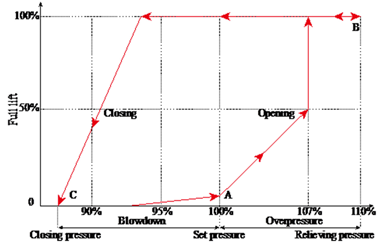 100%
B
Full lift
Closing
Opening
50%
C
A
0
90% 95% 100% 107% 110%
Blowdown Overpressure
Closing pressure Set pressure Relieving pressure